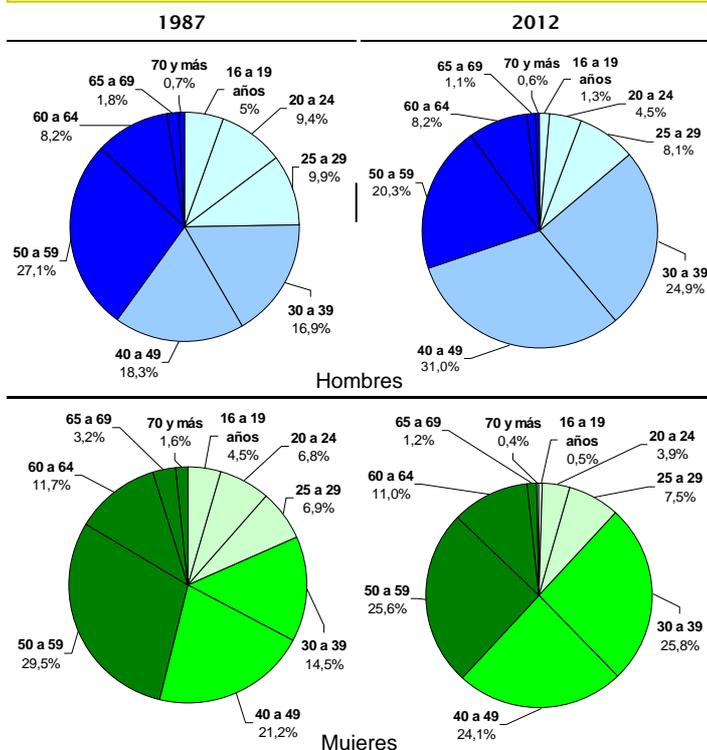 1987
2012
70 y más
0,7%
65 a 69
1,8%
60 a 64
8,2%
16 a 19
años
5%
20 a 24
9,4%
25 a 29
9,9%
50 a 59
27,1%
30 a 39
16,9%
40 a 49
18,3%
65 a 69
1,1%
70 y más
0,6%
16 a 19
años
1,3%
20 a 24
4,5%
60 a 64
8,2%
25 a 29
8,1%
50 a 59
20,3%
30 a 39
24,9%
40 a 49
31,0%
Hombres
65 a 69
3,2%
70 y más
1,6%
16 a 19
años
4,5%
20 a 24
6,8%
60 a 64
11,7%
25 a 29
6,9%
50 a 59
29,5%
30 a 39
14,5%
40 a 49
21,2%
65 a 69
1,2%
70 y más
0,4%
16 a 19
años
0,5%
20 a 24
3,9%
60 a 64
11,0%
25 a 29
7,5%
50 a 59
25,6%
30 a 39
25,8%
40 a 49
24,1%
Mujeres